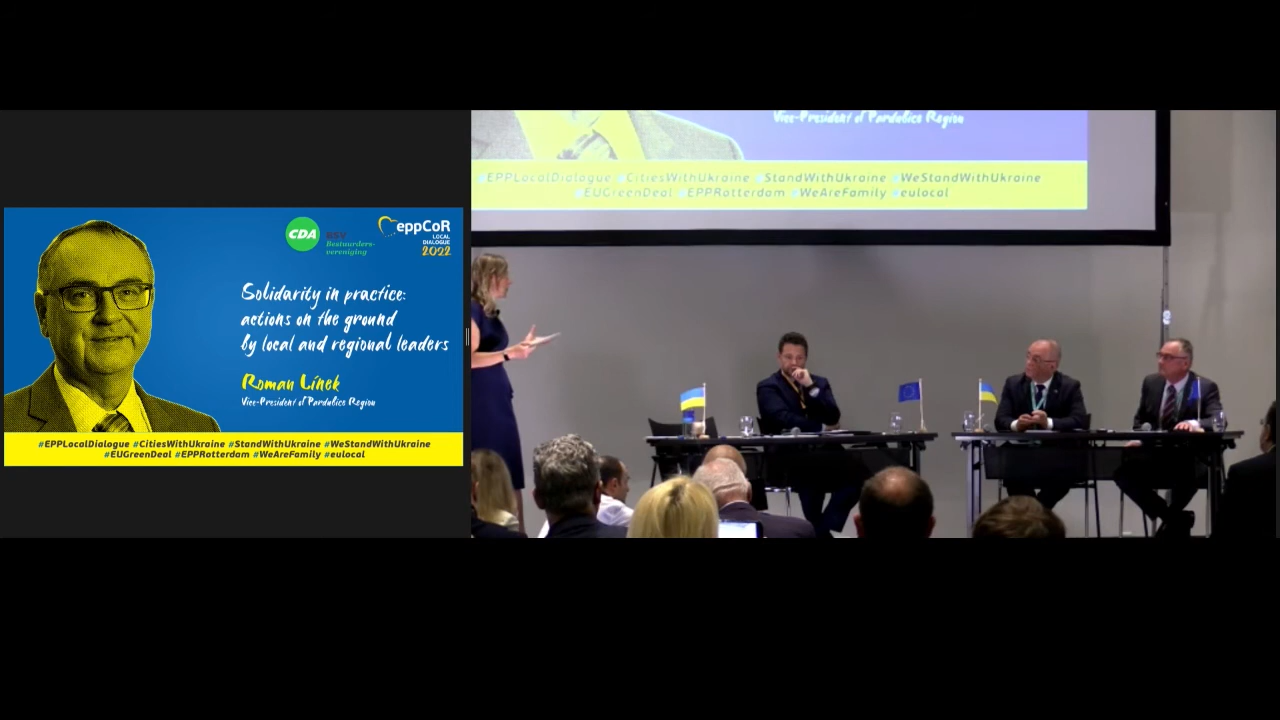 CDA
BSV
Bestuurders-
vereniging
eppCoR
LOCAL
DIALOGUE
2022
Solidarity in practice:
actions on the ground
by local and regional leaders
Roman Línek
Vice-President of Pardubice Region
#EPPLocalDialogue #CitiesWithUkraine #StandWithUkraine #WeStandWithUkraine
#EUGreenDeal #EPPRotterdam #WeAreFamily #eulocal
Vice-President of Pardubice Region
#EPPLocalDialogue #CitiesWithUkraine #StandWithUkraine #WeStandWithUkraine
#EUGreenDeal #EPPRotterdam #WeAreFamily #eulocal